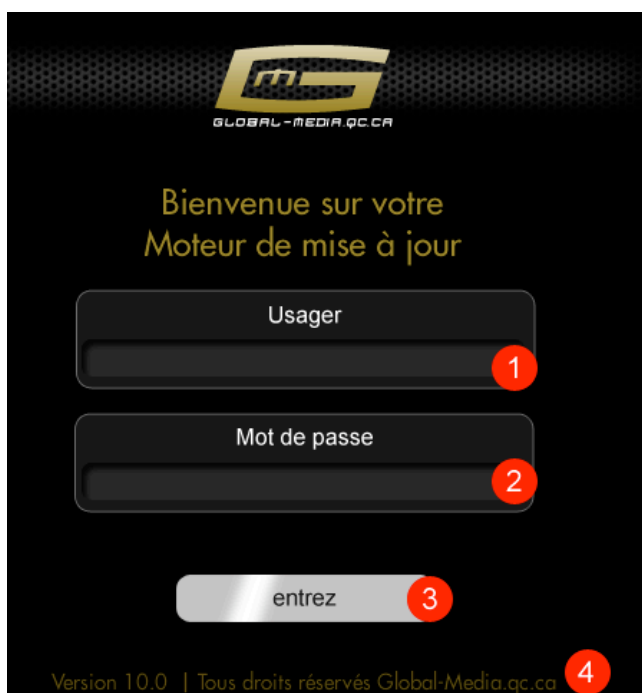 GLOBAL-MEDIA.QC.CA
Bienvenue sur votre
Moteur de mise à jour
Usager
1
Mot de passe
2
entrez 3
Version 10.0 | Tous droits réservés Global-Media.qc.ca 4